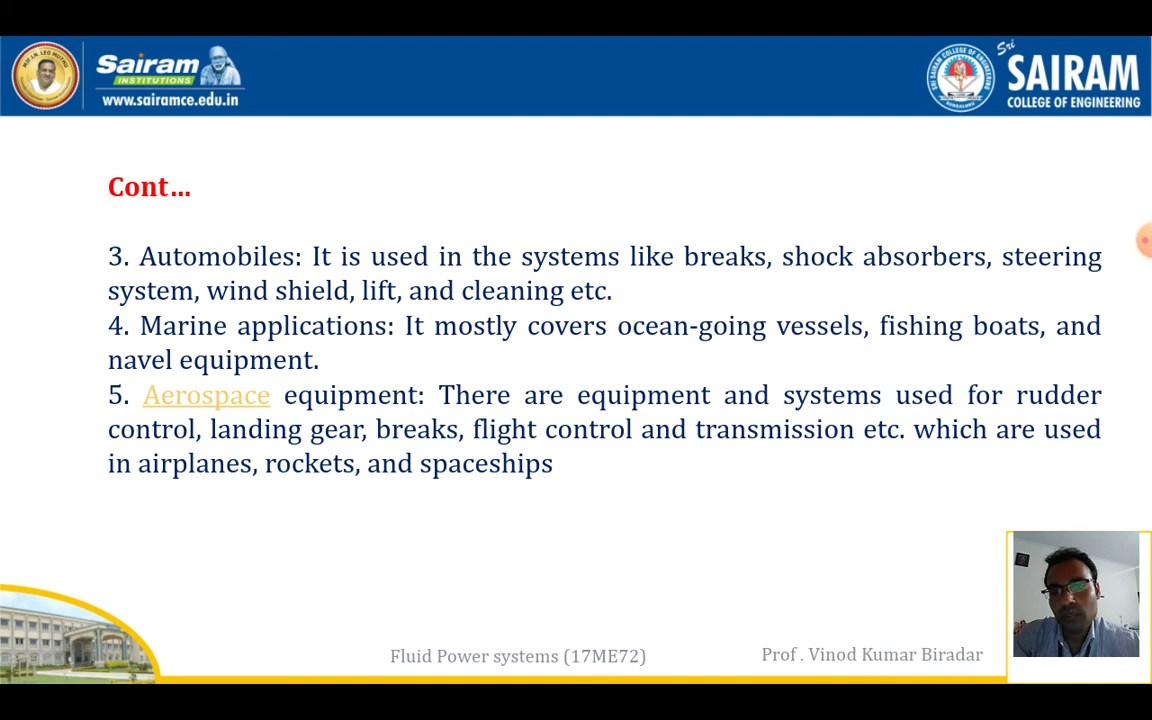 Sairam
INSTITUTIONS
www.sairamce.edu.in
Sri
SAIRAM
COLLEGE OF ENGINEERING
Cont...
3. Automobiles: It is used in the systems like breaks, shock absorbers, steering
system, wind shield, lift, and cleaning etc.
4. Marine applications: It mostly covers ocean-going vessels, fishing boats, and
navel equipment.
5. Aerospace equipment: There are equipment and systems used for rudder
control, landing gear, breaks, flight control and transmission etc. which are used
in airplanes, rockets, and spaceships
Fluid Power systems (17ME72)
Prof . Vinod Kumar Biradar